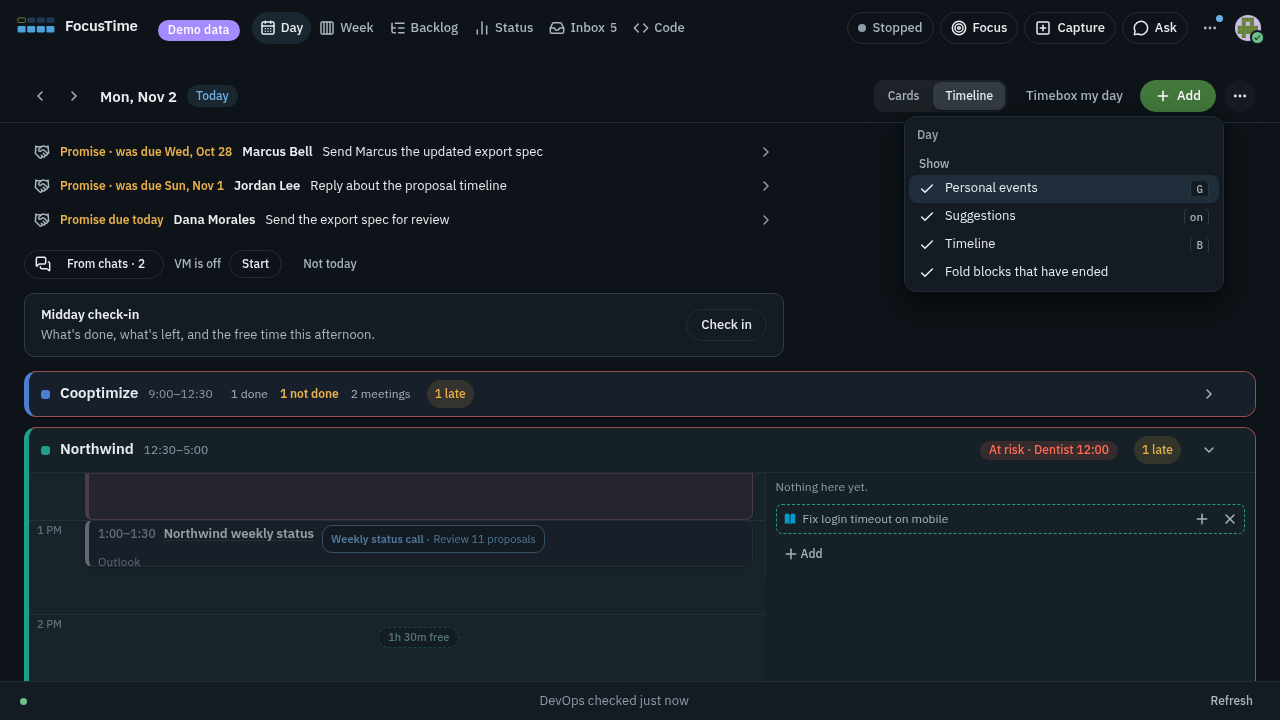 FocusTime Demo data Day Week Backlog Status Inbox 5 Code Stopped Focus Capture Ask
Mon, Nov 2 Today Cards Timeline Timebox my day Add
Day
Show
Personal events G
Suggestions on
Timeline B
Fold blocks that have ended
Promise · was due Wed, Oct 28 Marcus Bell Send Marcus the updated export spec
Promise · was due Sun, Nov 1 Jordan Lee Reply about the proposal timeline
Promise due today Dana Morales Send the export spec for review
From chats · 2 VM is off Start Not today
Midday check-in
What's done, what's left, and the free time this afternoon.
Check in
Cooptimize 9:00–12:30 1 done 1 not done 2 meetings 1 late
Northwind 12:30–5:00 At risk · Dentist 12:00 1 late
Nothing here yet.
Fix login timeout on mobile
Add
1 PM
1:00–1:30 Northwind weekly status Weekly status call · Review 11 proposals
Outlook
2 PM
1h 30m free
DevOps checked just now Refresh